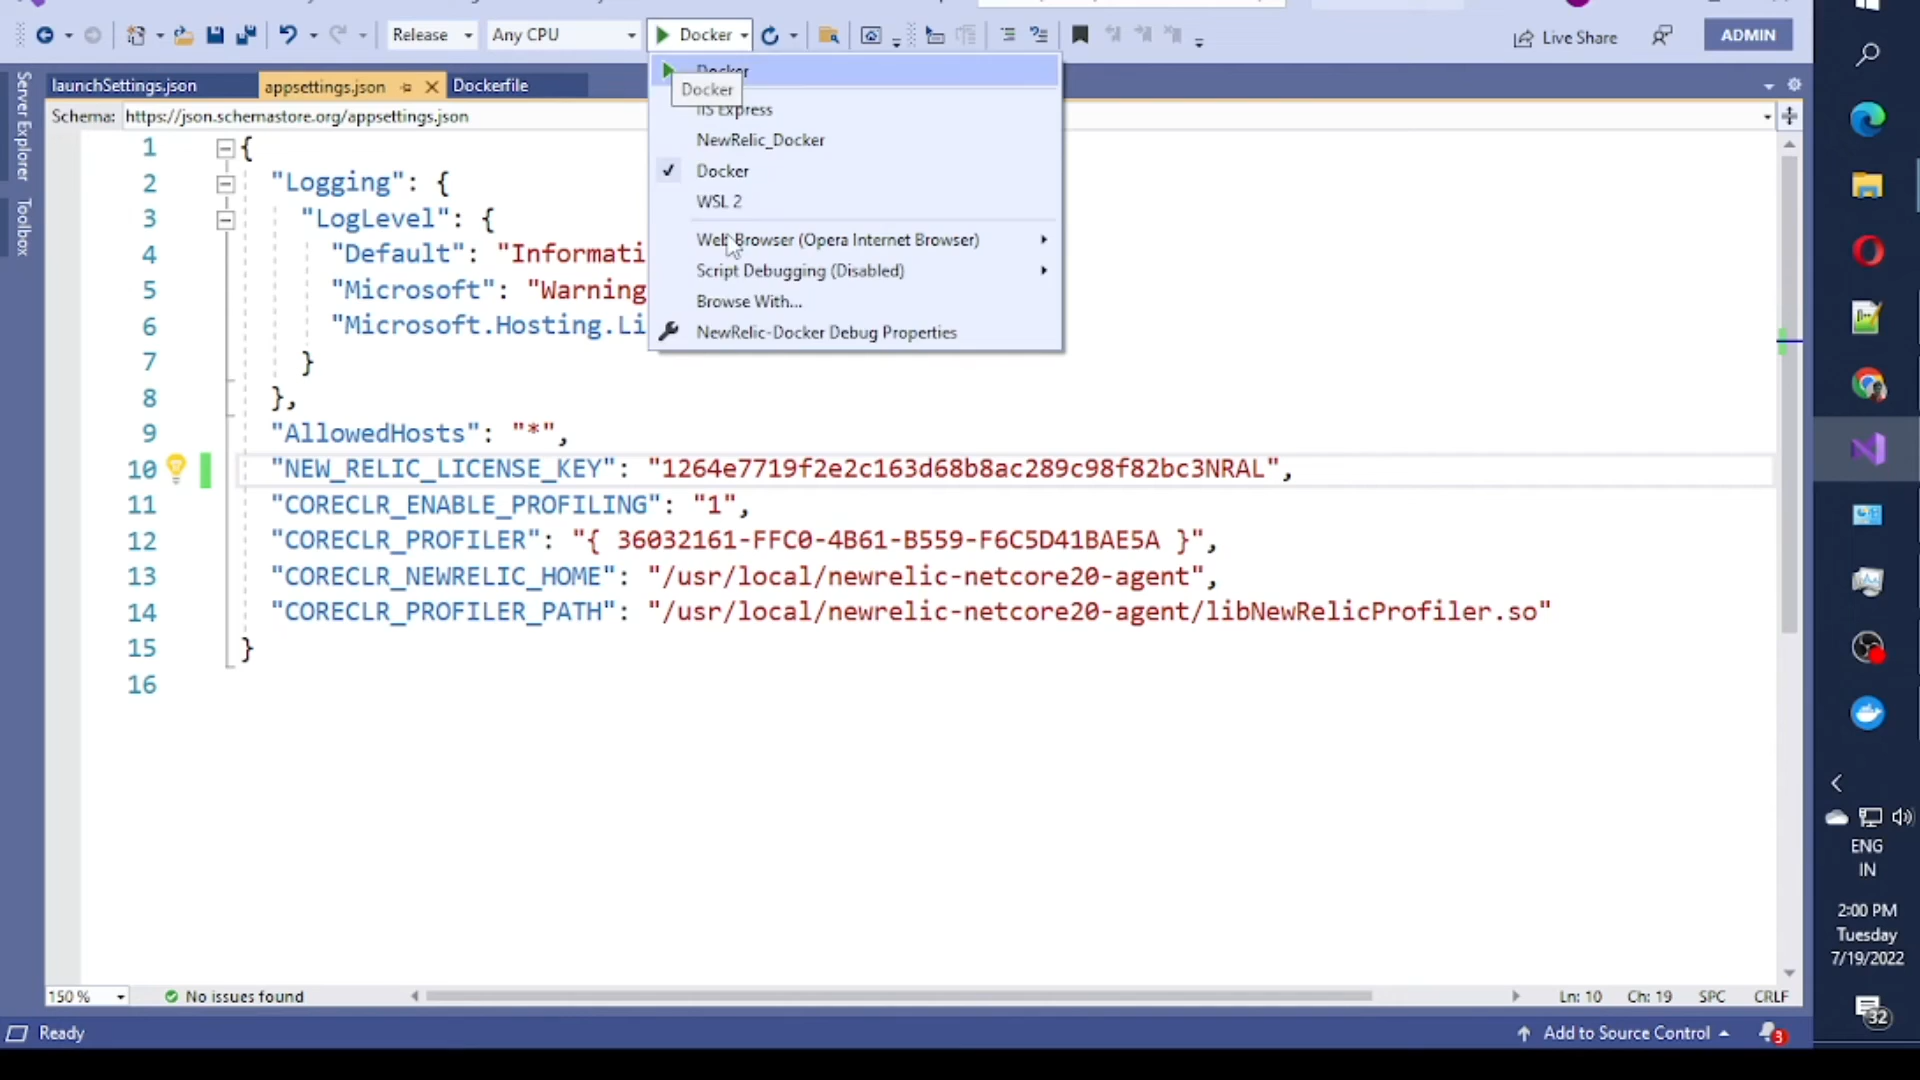 Release
Any CPU
Docker
Live Share
ADMIN
launchSettings.json
appsettings.json
Dockerfile
Schema: https://json.schemastore.org/appsettings.json
Server Explorer
Toolbox
Docker
Docker
IIS Express
NewRelic_Docker
Docker
WSL 2
Web Browser (Opera Internet Browser)
Script Debugging (Disabled)
Browse With...
NewRelic-Docker Debug Properties
1 {
2 "Logging": {
3 "LogLevel": {
4 "Default": "Informati
5 "Microsoft": "Warning
6 "Microsoft.Hosting.Li
7 }
8 },
9 "AllowedHosts": "*",
10 "NEW_RELIC_LICENSE_KEY": "1264e7719f2e2c163d68b8ac289c98f82bc3NRAL",
11 "CORECLR_ENABLE_PROFILING": "1",
12 "CORECLR_PROFILER": "{ 36032161-FFC0-4B61-B559-F6C5D41BAE5A }",
13 "CORECLR_NEWRELIC_HOME": "/usr/local/newrelic-netcore20-agent",
14 "CORECLR_PROFILER_PATH": "/usr/local/newrelic-netcore20-agent/libNewRelicProfiler.so"
15 }
16
150 %
No issues found
Ln: 10 Ch: 19 SPC CRLF
Ready
Add to Source Control
3
ENG
IN
2:00 PM
Tuesday
7/19/2022
32